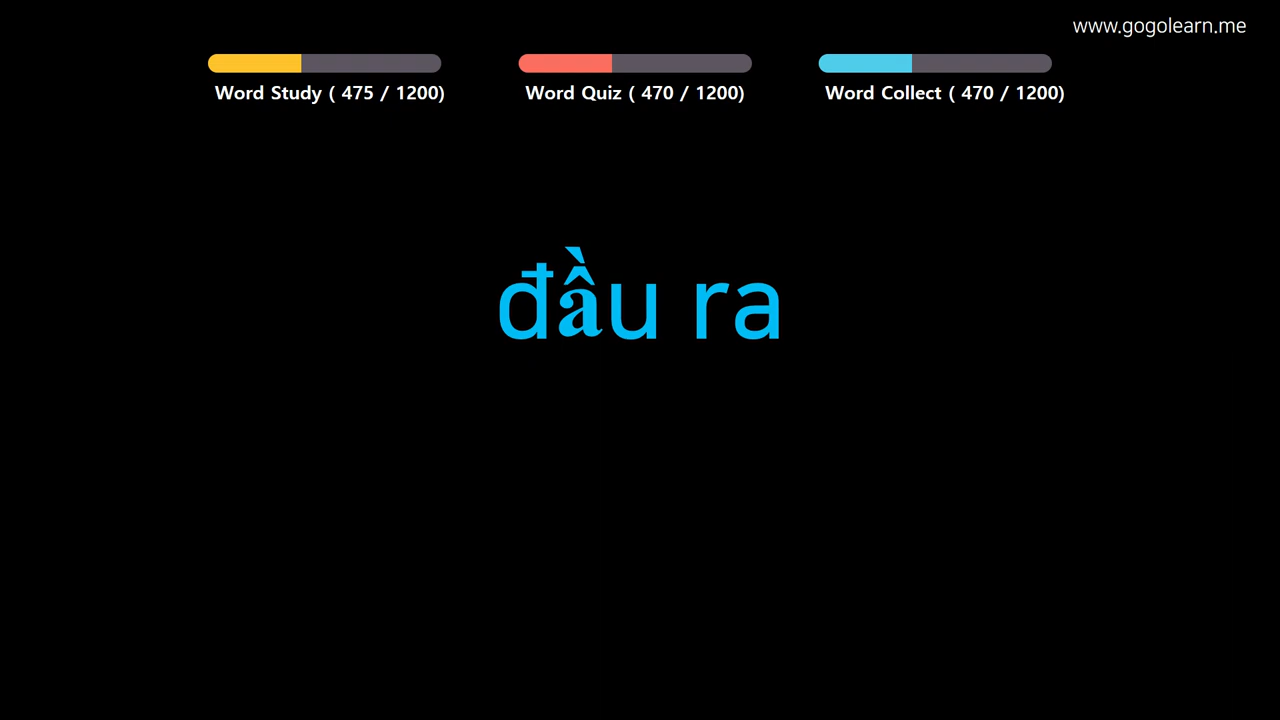 www.gogolearn.me
Word Study ( 475 / 1200)
Word Quiz ( 470 / 1200)
Word Collect ( 470 / 1200)
đầu ra